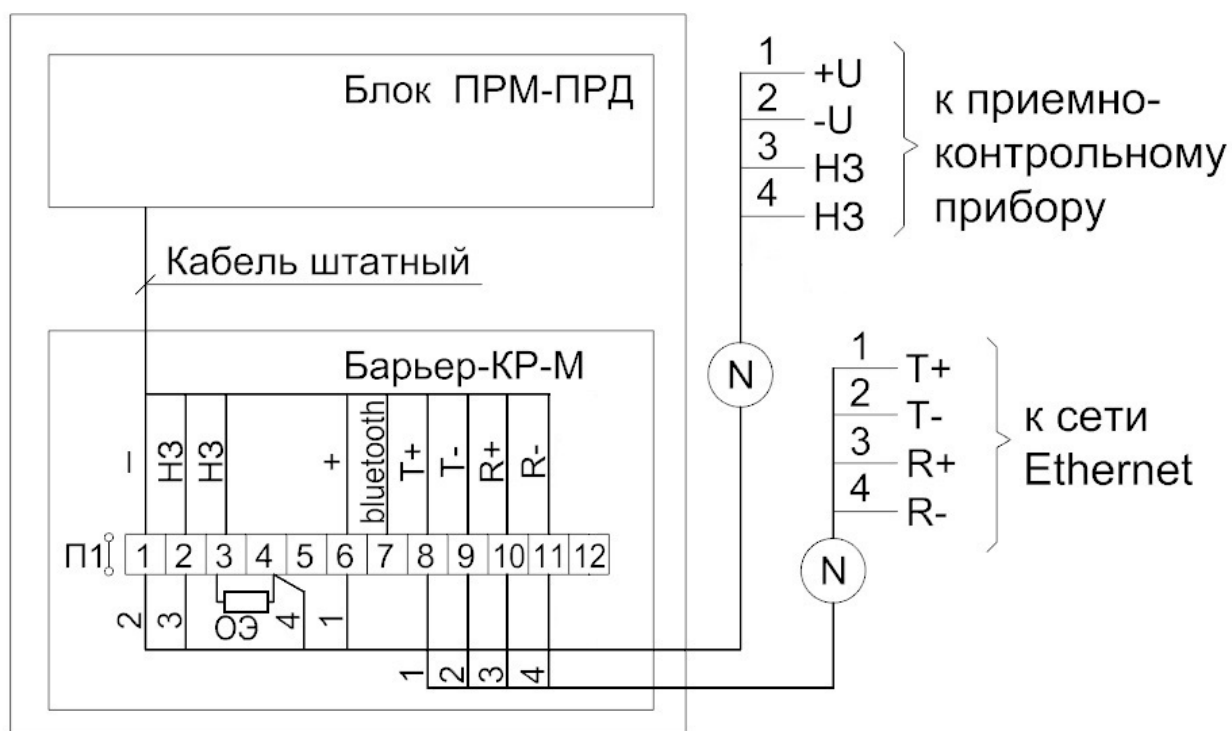 Блок ПРМ-ПРД
Кабель штатный
Барьер-КР-М
–
НЗ
НЗ
+
bluetooth
T+
T-
R+
R-
П1
1 2 3 4 5 6 7 8 9 10 11 12
2
3
ОЭ
4
1
1
2
3
4
1 +U
2 -U
3 НЗ
4 НЗ
к приемно-
контрольному
прибору
N
1 T+
2 T-
3 R+
4 R-
к сети
Ethernet
N